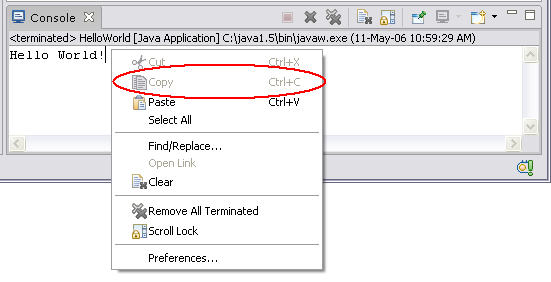 Console
<terminated> HelloWorld [Java Application] C:\java1.5\bin\javaw.exe (11-May-06 10:59:29 AM)
Hello World!
Cut Ctrl+X
Copy Ctrl+C
Paste Ctrl+V
Select All
Find/Replace...
Open Link
Clear
Remove All Terminated
Scroll Lock
Preferences...